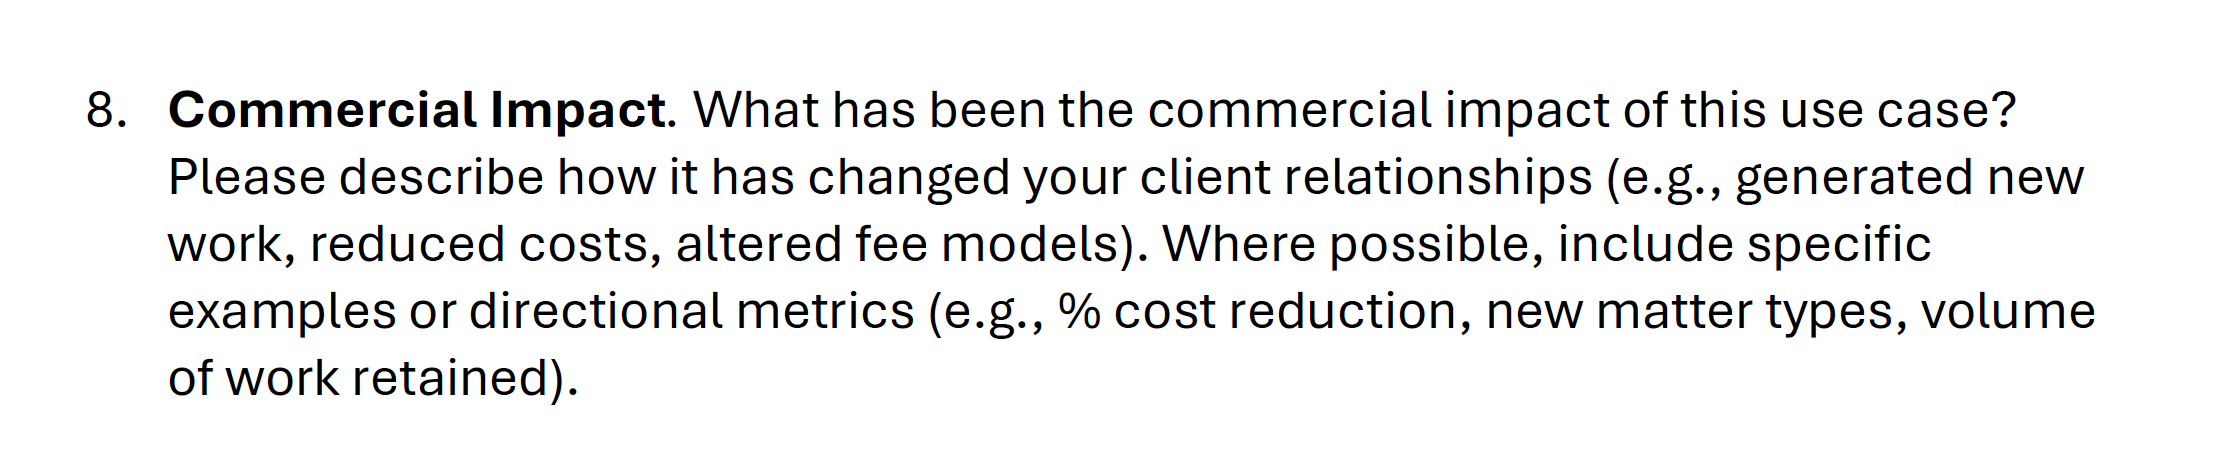 8. Commercial Impact. What has been the commercial impact of this use case?
Please describe how it has changed your client relationships (e.g., generated new
work, reduced costs, altered fee models). Where possible, include specific
examples or directional metrics (e.g., % cost reduction, new matter types, volume
of work retained).